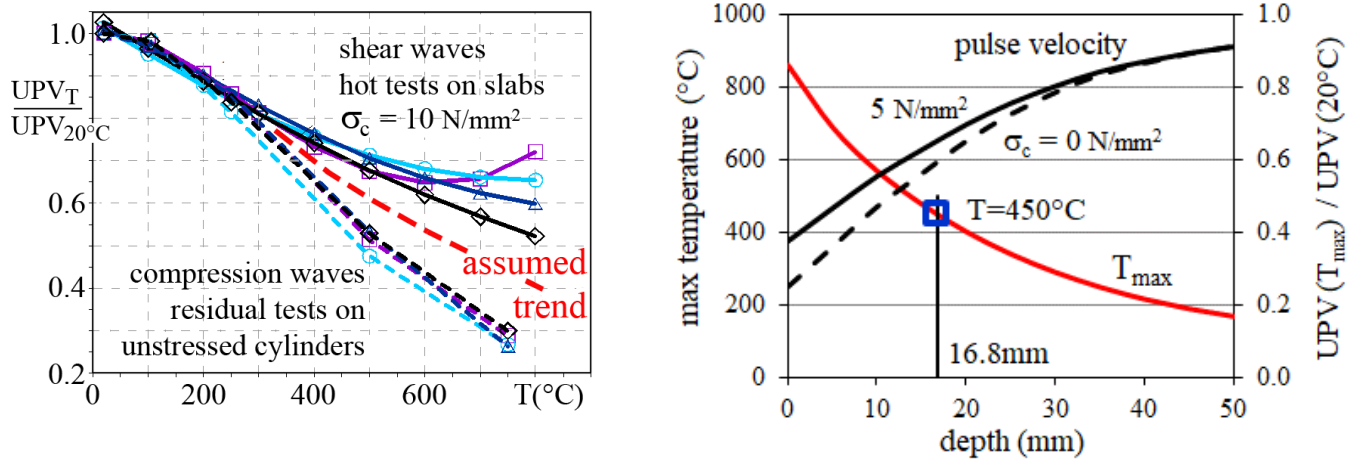 1.0
UPV_T
UPV_20°C
0.6
0.4
0.2
0
200
400
600
T(°C)
shear waves
hot tests on slabs
σ_c = 10 N/mm²
assumed
trend
compression waves
residual tests on
unstressed cylinders
max temperature (°C)
1000
800
600
400
200
0
0
10
20
30
40
50
depth (mm)
pulse velocity
5 N/mm²
σ_c = 0 N/mm²
T=450°C
T_max
16.8mm
1.0
0.8
0.6
0.4
0.2
0.0
UPV (T_max) / UPV (20°C)